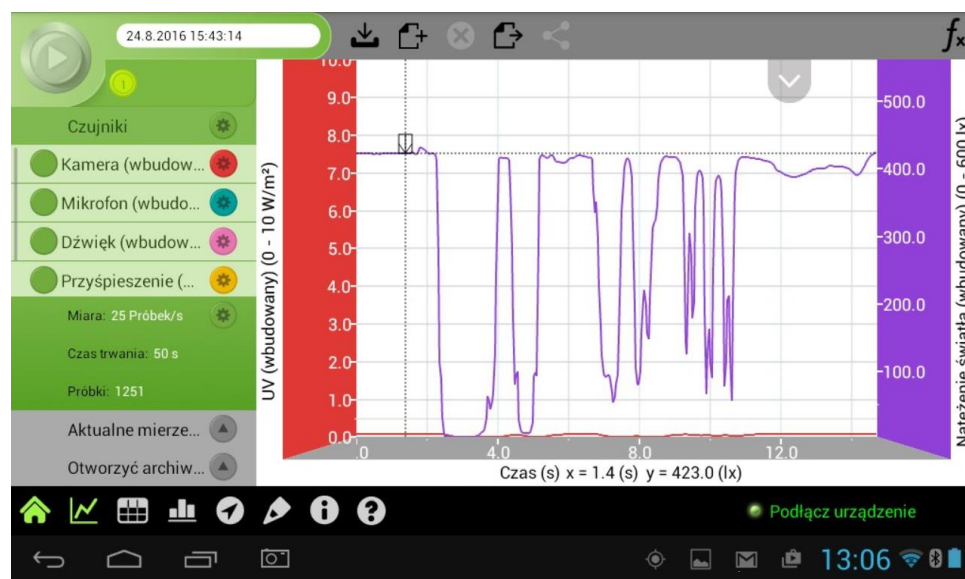 24.8.2016 15:43:14
fx
1
Czujniki
Kamera (wbudow...
Mikrofon (wbudo...
Dźwięk (wbudow...
Przyśpieszenie (...
Miara: 25 Próbek/s
Czas trwania: 50 s
Próbki: 1251
Aktualne mierze...
Otworzyć archiw...
UV (wbudowany) (0 - 10 W/m²)
10.0
9.0
8.0
7.0
6.0
5.0
4.0
3.0
2.0
1.0
0.0
.0 4.0 8.0 12.0
Czas (s) x = 1.4 (s) y = 423.0 (lx)
500.0
400.0
300.0
200.0
100.0
Natężenie światła (wbudowany) (0 - 600 lx)
Podłącz urządzenie
13:06